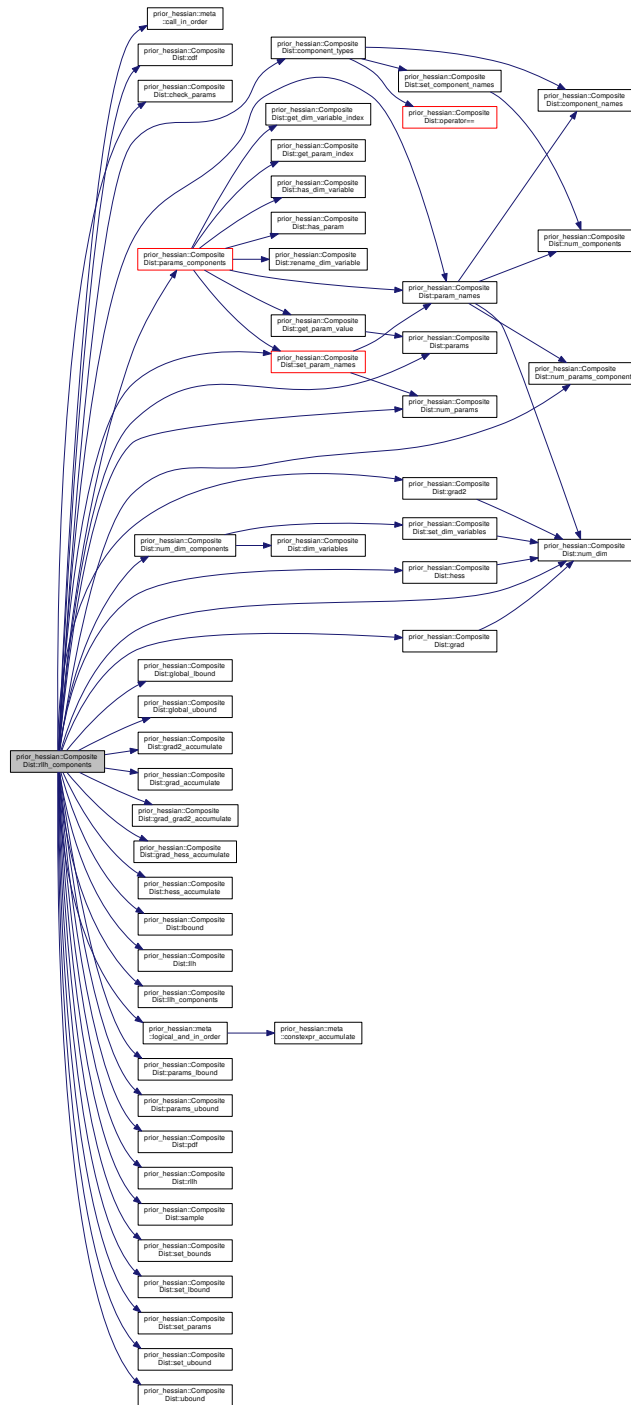 prior_hessian::meta
::call_in_order
prior_hessian::Composite
Dist::cdf
prior_hessian::Composite
Dist::check_params
prior_hessian::Composite
Dist::component_types
prior_hessian::Composite
Dist::set_component_names
prior_hessian::Composite
Dist::component_names
prior_hessian::Composite
Dist::operator==
prior_hessian::Composite
Dist::get_dim_variable_index
prior_hessian::Composite
Dist::get_param_index
prior_hessian::Composite
Dist::has_dim_variable
prior_hessian::Composite
Dist::has_param
prior_hessian::Composite
Dist::num_components
prior_hessian::Composite
Dist::params_components
prior_hessian::Composite
Dist::rename_dim_variable
prior_hessian::Composite
Dist::param_names
prior_hessian::Composite
Dist::get_param_value
prior_hessian::Composite
Dist::params
prior_hessian::Composite
Dist::set_param_names
prior_hessian::Composite
Dist::num_params_component
prior_hessian::Composite
Dist::num_params
prior_hessian::Composite
Dist::grad2
prior_hessian::Composite
Dist::set_dim_variables
prior_hessian::Composite
Dist::num_dim_components
prior_hessian::Composite
Dist::dim_variables
prior_hessian::Composite
Dist::num_dim
prior_hessian::Composite
Dist::hess
prior_hessian::Composite
Dist::grad
prior_hessian::Composite
Dist::global_lbound
prior_hessian::Composite
Dist::global_ubound
prior_hessian::Composite
Dist::grad2_accumulate
prior_hessian::Composite
Dist::rllh_components
prior_hessian::Composite
Dist::grad_accumulate
prior_hessian::Composite
Dist::grad_grad2_accumulate
prior_hessian::Composite
Dist::grad_hess_accumulate
prior_hessian::Composite
Dist::hess_accumulate
prior_hessian::Composite
Dist::lbound
prior_hessian::Composite
Dist::llh
prior_hessian::Composite
Dist::llh_components
prior_hessian::meta
::logical_and_in_order
prior_hessian::meta
::constexpr_accumulate
prior_hessian::Composite
Dist::params_lbound
prior_hessian::Composite
Dist::params_ubound
prior_hessian::Composite
Dist::pdf
prior_hessian::Composite
Dist::rllh
prior_hessian::Composite
Dist::sample
prior_hessian::Composite
Dist::set_bounds
prior_hessian::Composite
Dist::set_lbound
prior_hessian::Composite
Dist::set_params
prior_hessian::Composite
Dist::set_ubound
prior_hessian::Composite
Dist::ubound